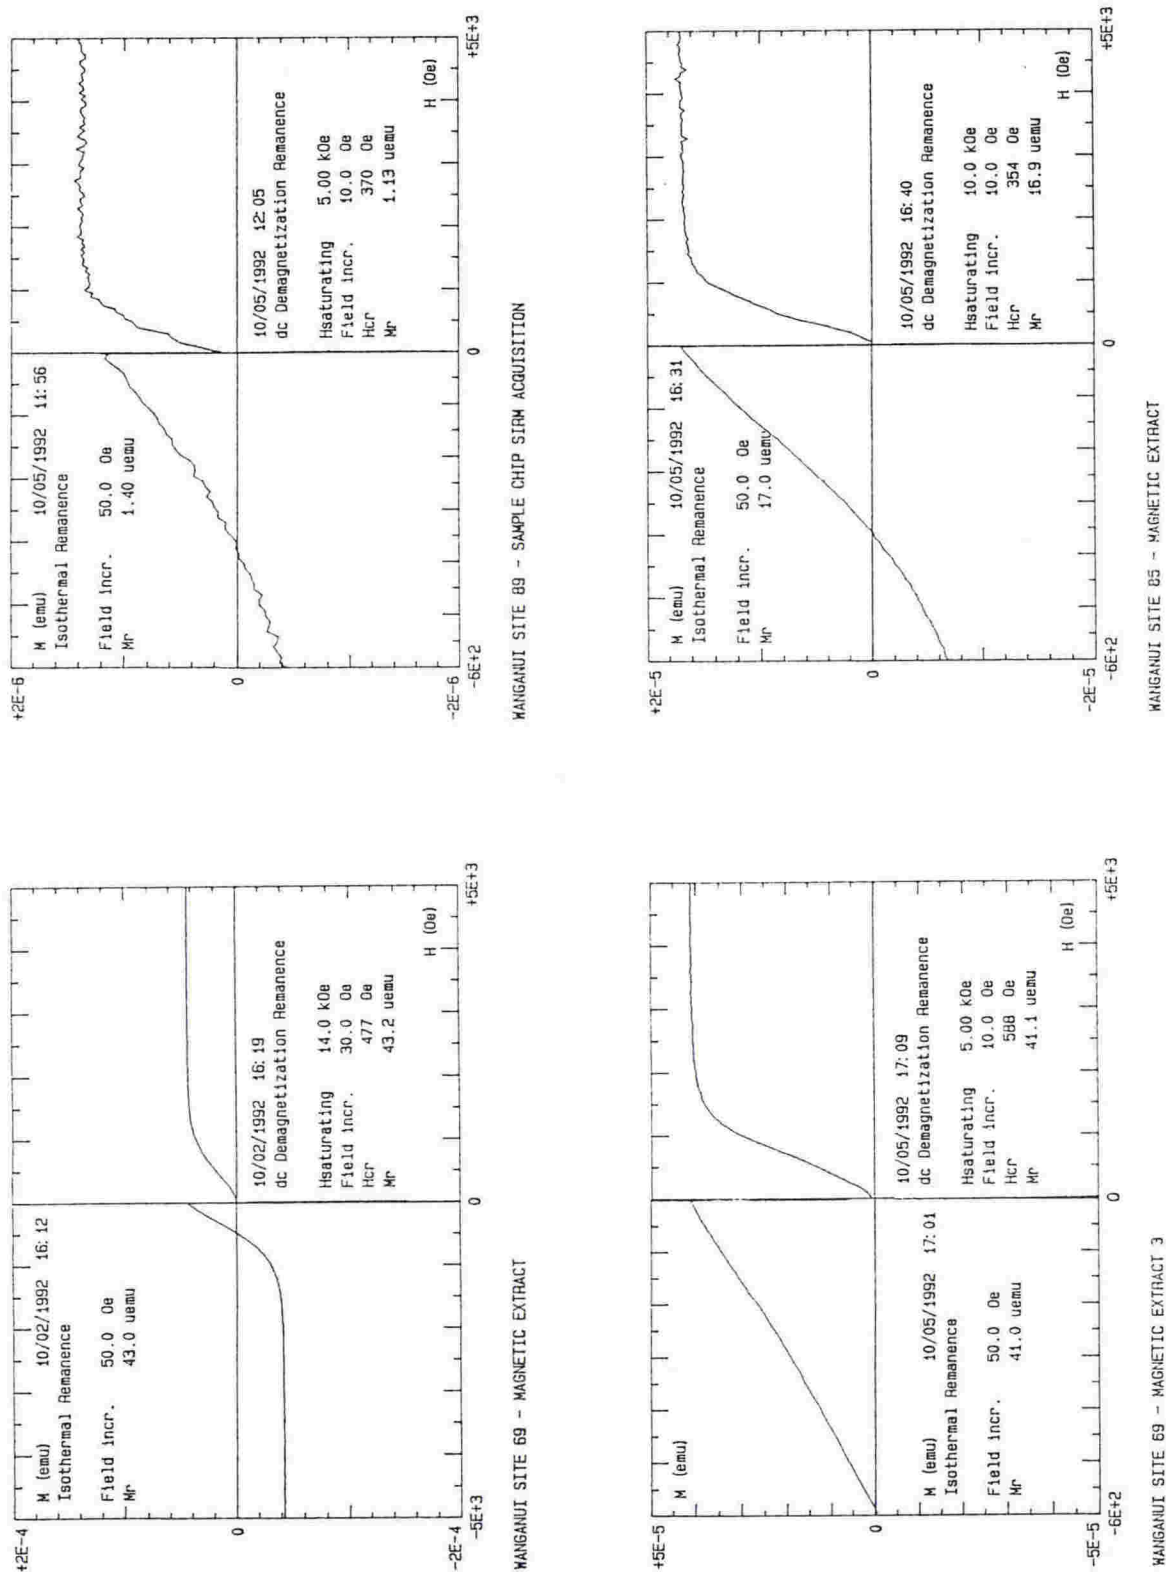 +2E-4
M (emu) 10/02/1992 16:12
Isothermal Remanence
Field incr. 50.0 Oe
Mr 43.0 uemu
0
10/02/1992 16:19
dc Demagnetization Remanence
Hsaturating 14.0 kOe
Field incr. 30.0 Oe
Hcr 477 Oe
Mr 43.2 uemu
H (Oe)
-2E-4
-5E+3 0 +5E+3
WANGANUI SITE 69 - MAGNETIC EXTRACT
+2E-6
M (emu) 10/05/1992 11:56
Isothermal Remanence
Field incr. 50.0 Oe
Mr 1.40 uemu
0
10/05/1992 12:05
dc Demagnetization Remanence
Hsaturating 5.00 kOe
Field incr. 10.0 Oe
Hcr 370 Oe
Mr 1.13 uemu
H (Oe)
-2E-6
-6E+2 0 +5E+3
WANGANUI SITE 89 - SAMPLE CHIP SIRM ACQUISITION
+5E-5
M (emu)
0
M (emu) 10/05/1992 17:01
Isothermal Remanence
Field incr. 50.0 Oe
Mr 41.0 uemu
10/05/1992 17:09
dc Demagnetization Remanence
Hsaturating 5.00 kOe
Field incr. 10.0 Oe
Hcr 588 Oe
Mr 41.1 uemu
H (Oe)
-5E-5
-6E+2 0 +5E+3
WANGANUI SITE 69 - MAGNETIC EXTRACT 3
+2E-5
M (emu) 10/05/1992 16:31
Isothermal Remanence
Field incr. 50.0 Oe
Mr 17.0 uemu
0
10/05/1992 16:40
dc Demagnetization Remanence
Hsaturating 10.0 kOe
Field incr. 10.0 Oe
Hcr 354 Oe
Mr 16.9 uemu
H (Oe)
-2E-5
-6E+2 0 +5E+3
WANGANUI SITE 85 - MAGNETIC EXTRACT